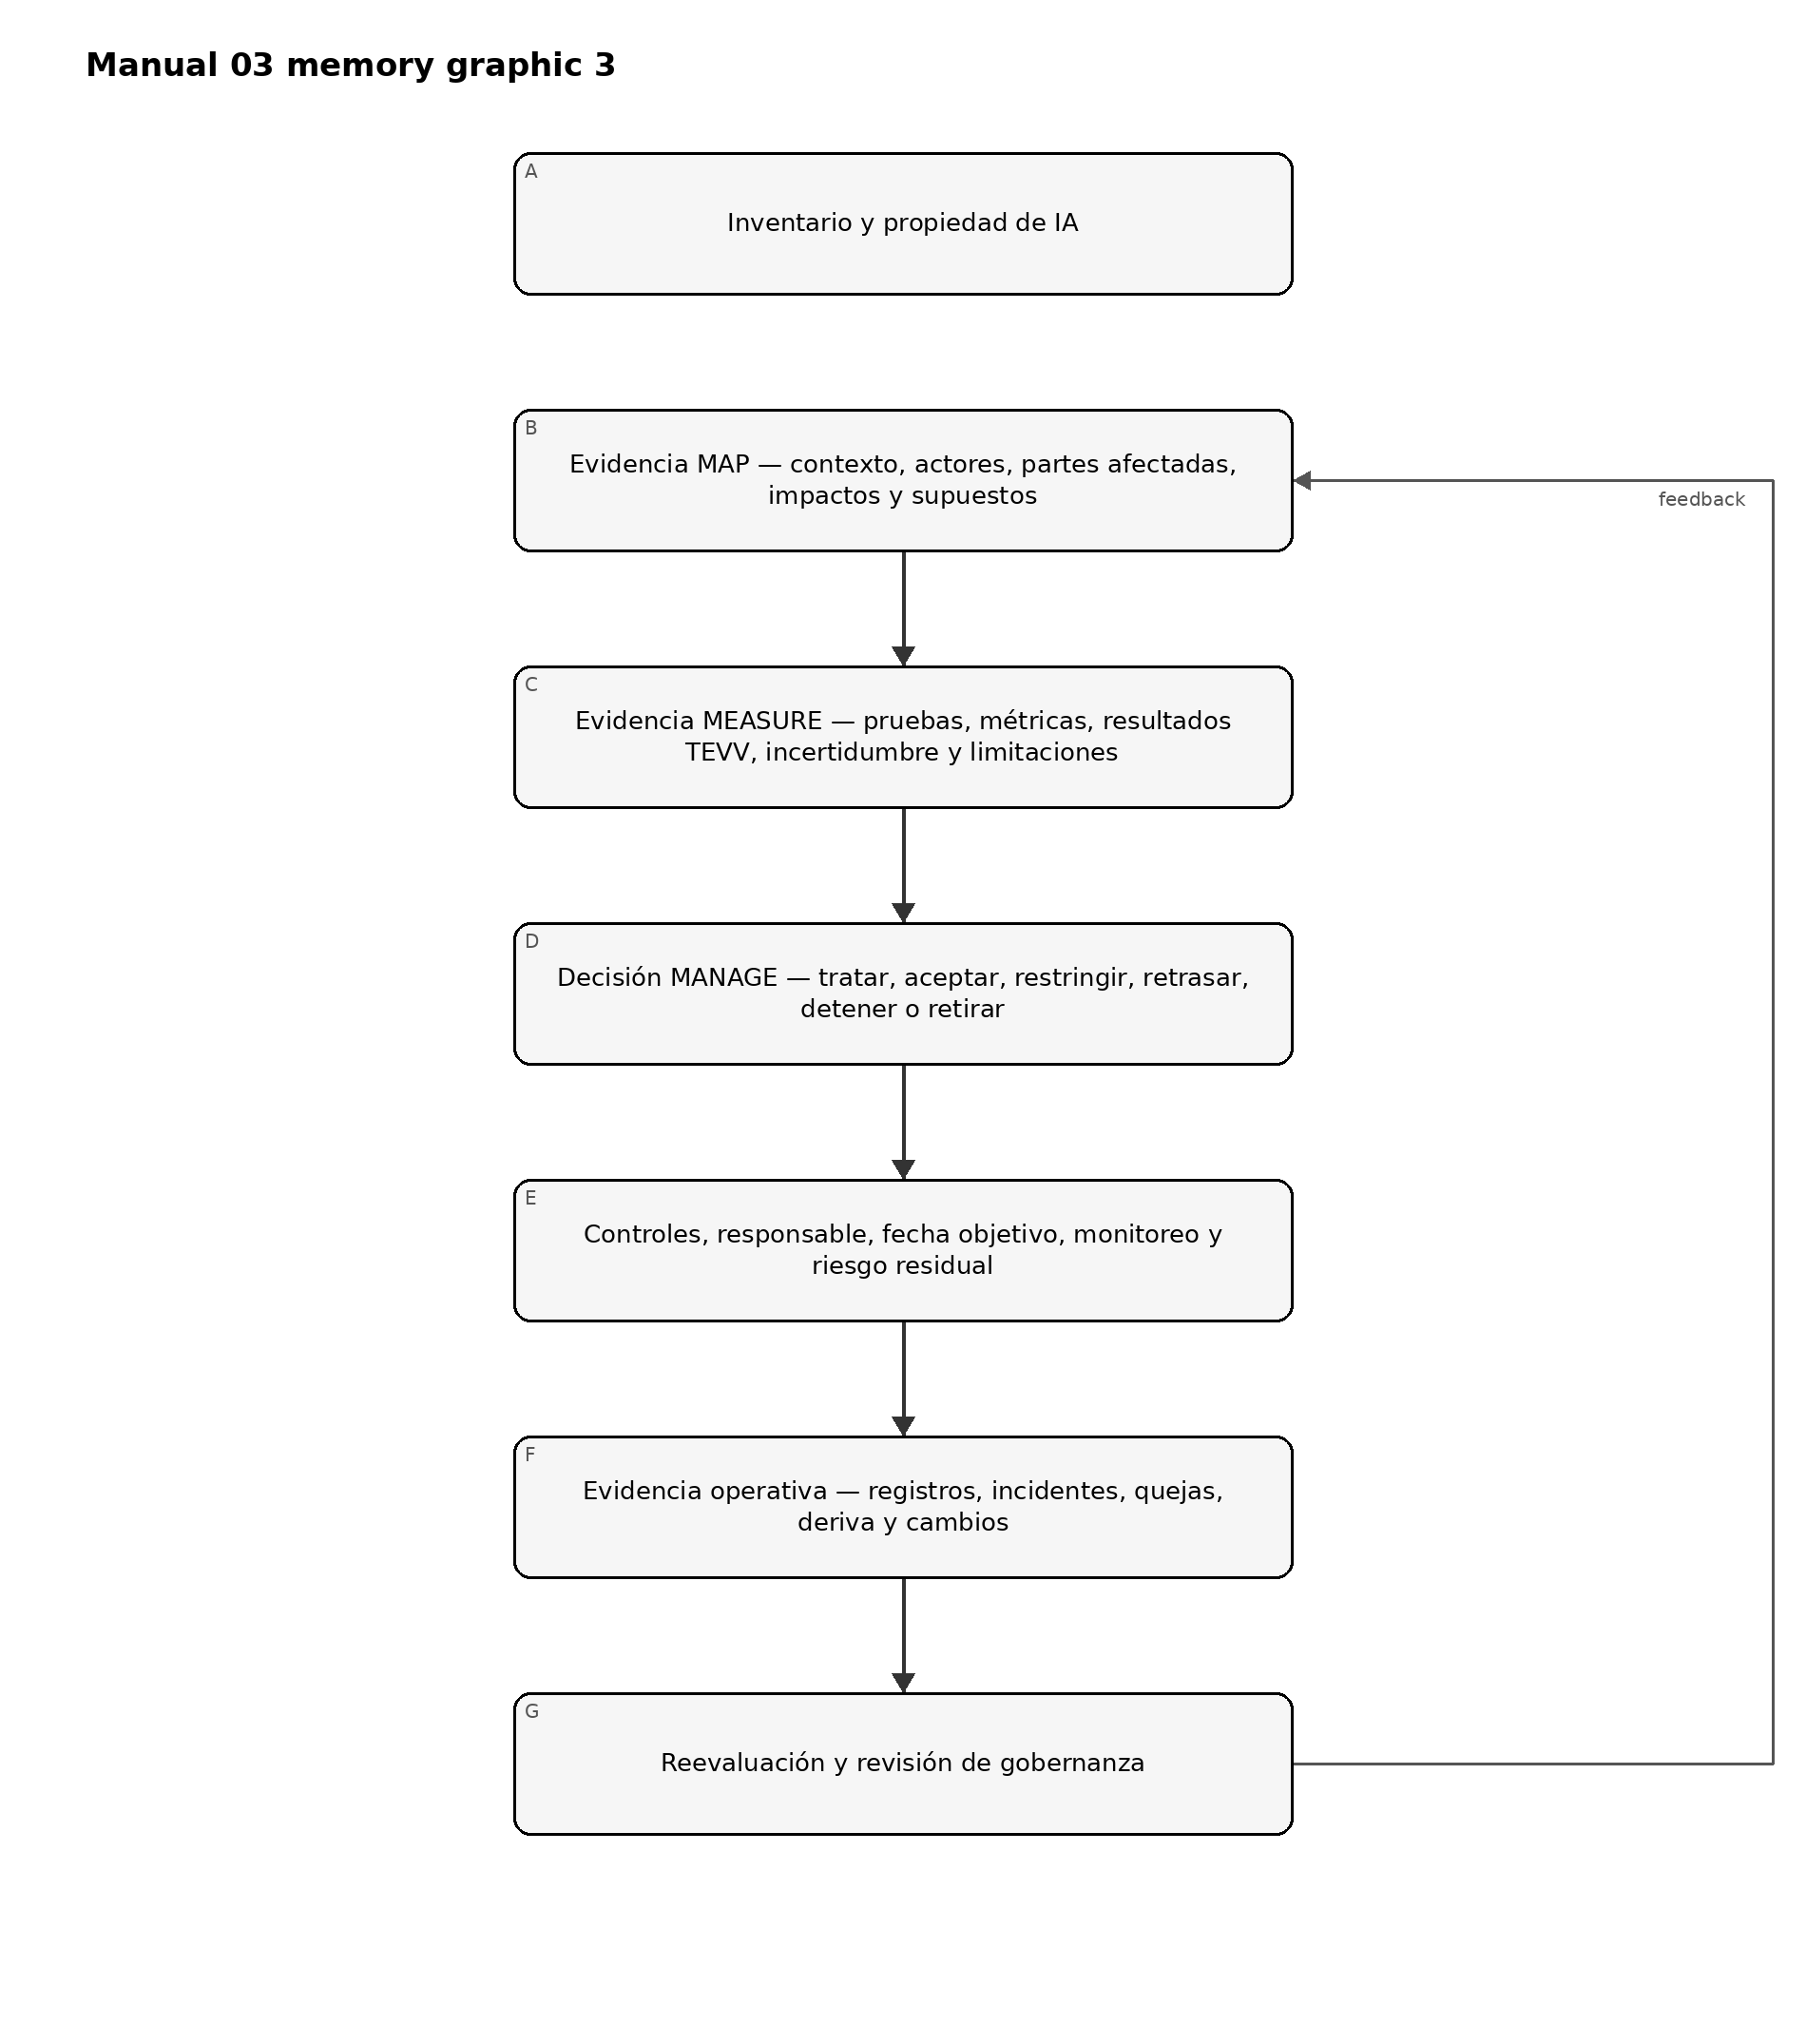 Manual 03 memory graphic 3
A
Inventario y propiedad de IA
B
Evidencia MAP — contexto, actores, partes afectadas,
impactos y supuestos
feedback
C
Evidencia MEASURE — pruebas, métricas, resultados
TEVV, incertidumbre y limitaciones
D
Decisión MANAGE — tratar, aceptar, restringir, retrasar,
detener o retirar
E
Controles, responsable, fecha objetivo, monitoreo y
riesgo residual
F
Evidencia operativa — registros, incidentes, quejas,
deriva y cambios
G
Reevaluación y revisión de gobernanza